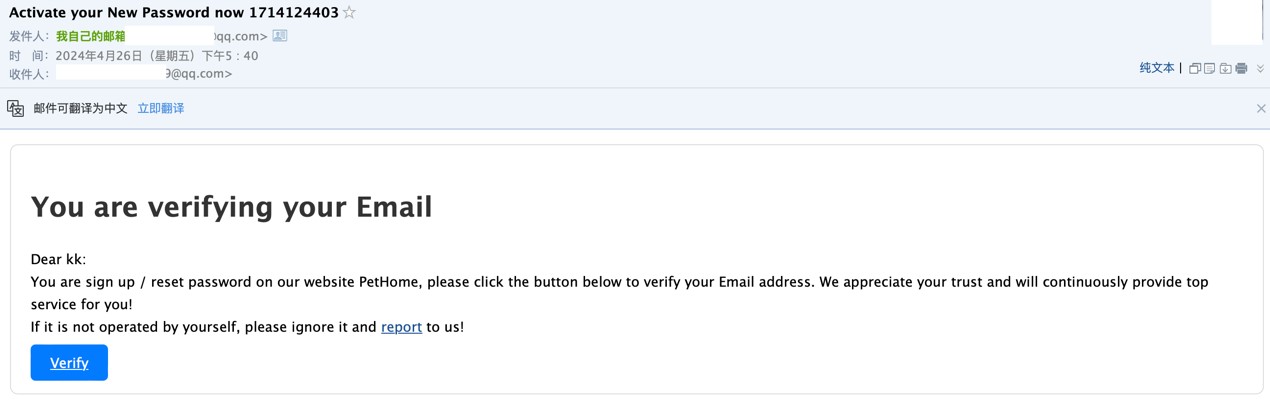 Activate your New Password now 1714124403
发件人：我自己的邮箱 @qq.com>
时 间：2024年4月26日（星期五）下午5：40
收件人： 9@qq.com>
纯文本 |
邮件可翻译为中文 立即翻译
You are verifying your Email
Dear kk:
You are sign up / reset password on our website PetHome, please click the button below to verify your Email address. We appreciate your trust and will continuously provide top
service for you!
If it is not operated by yourself, please ignore it and report to us!
Verify